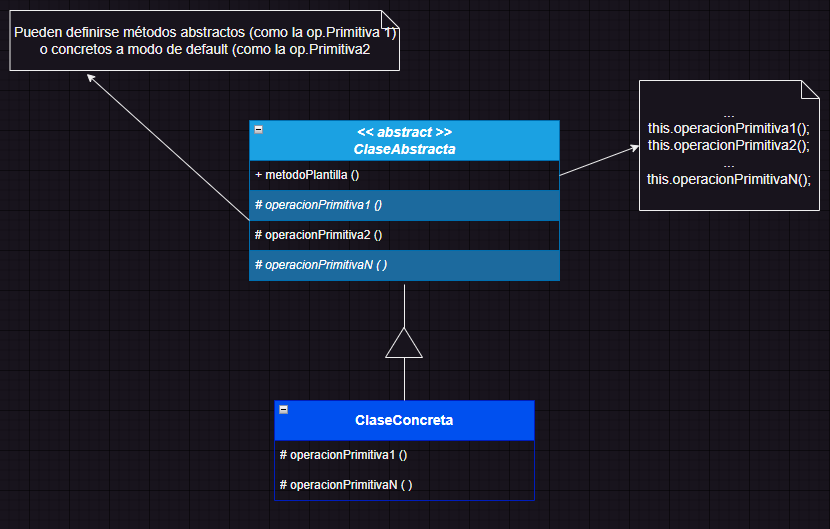 Pueden definirse métodos abstractos (como la op.Primitiva 1)
o concretos a modo de default (como la op.Primitiva2
<< abstract >>
ClaseAbstracta
+ metodoPlantilla ()
# operacionPrimitiva1 ()
# operacionPrimitiva2 ()
# operacionPrimitivaN ( )
...
this.operacionPrimitiva1();
this.operacionPrimitiva2();
...
this.operacionPrimitivaN();
ClaseConcreta
# operacionPrimitiva1 ()
# operacionPrimitivaN ( )